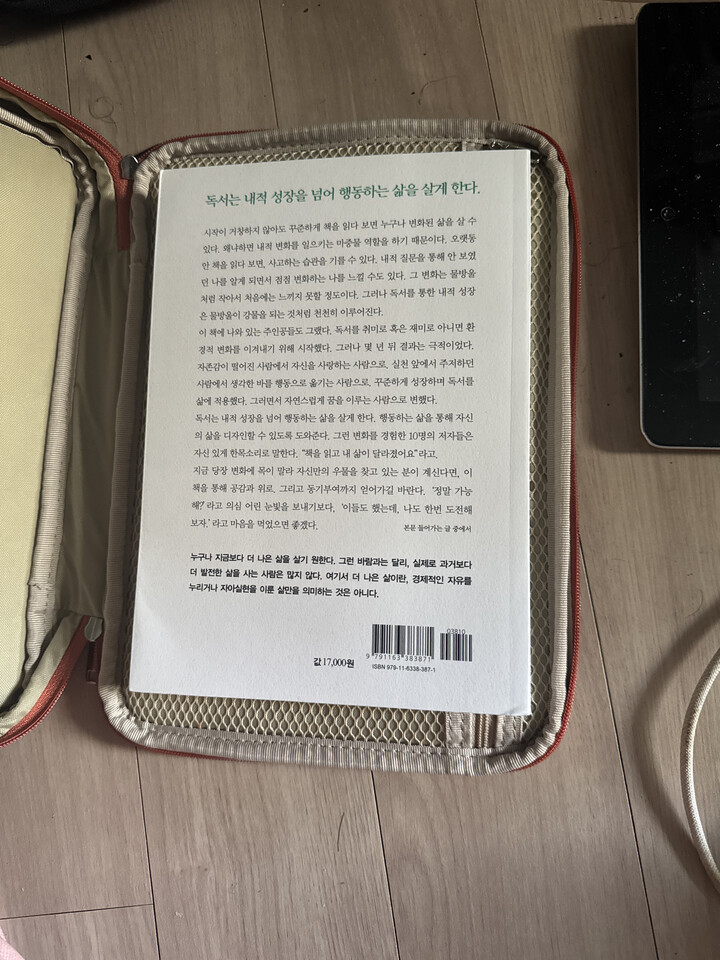 독서는 내적 성장을 넘어 행동하는 삶을 살게 한다.
시작이 거창하지 않아도 꾸준하게 책을 읽다 보면 누구나 변화된 삶을 살 수
있다. 왜냐하면 내적 변화를 일으키는 마중물 역할을 하기 때문이다. 오랫동
안 책을 읽다 보면, 사고하는 습관을 기를 수 있다. 내적 질문을 통해 안 보였
던 나를 알게 되면서 점점 변화하는 나를 느낄 수도 있다. 그 변화는 물방울
처럼 작아서 처음에는 느끼지 못할 정도이다. 그러나 독서를 통한 내적 성장
은 물방울이 강물을 되는 것처럼 천천히 이루어진다.
이 책에 나와 있는 주인공들도 그랬다. 독서를 취미로 혹은 재미로 아니면 환
경적 변화를 이겨내기 위해 시작했다. 그러나 몇 년 뒤 결과는 극적이었다.
자존감이 떨어진 사람에서 자신을 사랑하는 사람으로, 실천 앞에서 주저하던
사람에서 생각한 바를 행동으로 옮기는 사람으로, 꾸준하게 성장하며 독서를
삶에 적용했다. 그러면서 자연스럽게 꿈을 이루는 사람으로 변했다.
독서는 내적 성장을 넘어 행동하는 삶을 살게 한다. 행동하는 삶을 통해 자신
의 삶을 디자인할 수 있도록 도와준다. 그런 변화를 경험한 10명의 저자들은
자신 있게 한목소리로 말한다. “책을 읽고 내 삶이 달라졌어요”라고.
지금 당장 변화에 목이 말라 자신만의 우물을 찾고 있는 분이 계신다면, 이
책을 통해 공감과 위로, 그리고 동기부여까지 얻어가길 바란다. ‘정말 가능
해?’라고 의심 어린 눈빛을 보내기보다, ‘이들도 했는데, 나도 한번 도전해
보자.’라고 마음을 먹었으면 좋겠다.
본문 들어가는 글 중에서
누구나 지금보다 더 나은 삶을 살기 원한다. 그런 바람과는 달리, 실제로 과거보다
더 발전한 삶을 사는 사람은 많지 않다. 여기서 더 나은 삶이란, 경제적인 자유를
누리거나 자아실현을 이룬 삶만을 의미하는 것은 아니다.
03810
9 791163 383871
값 17,000원
ISBN 979-11-6338-387-1